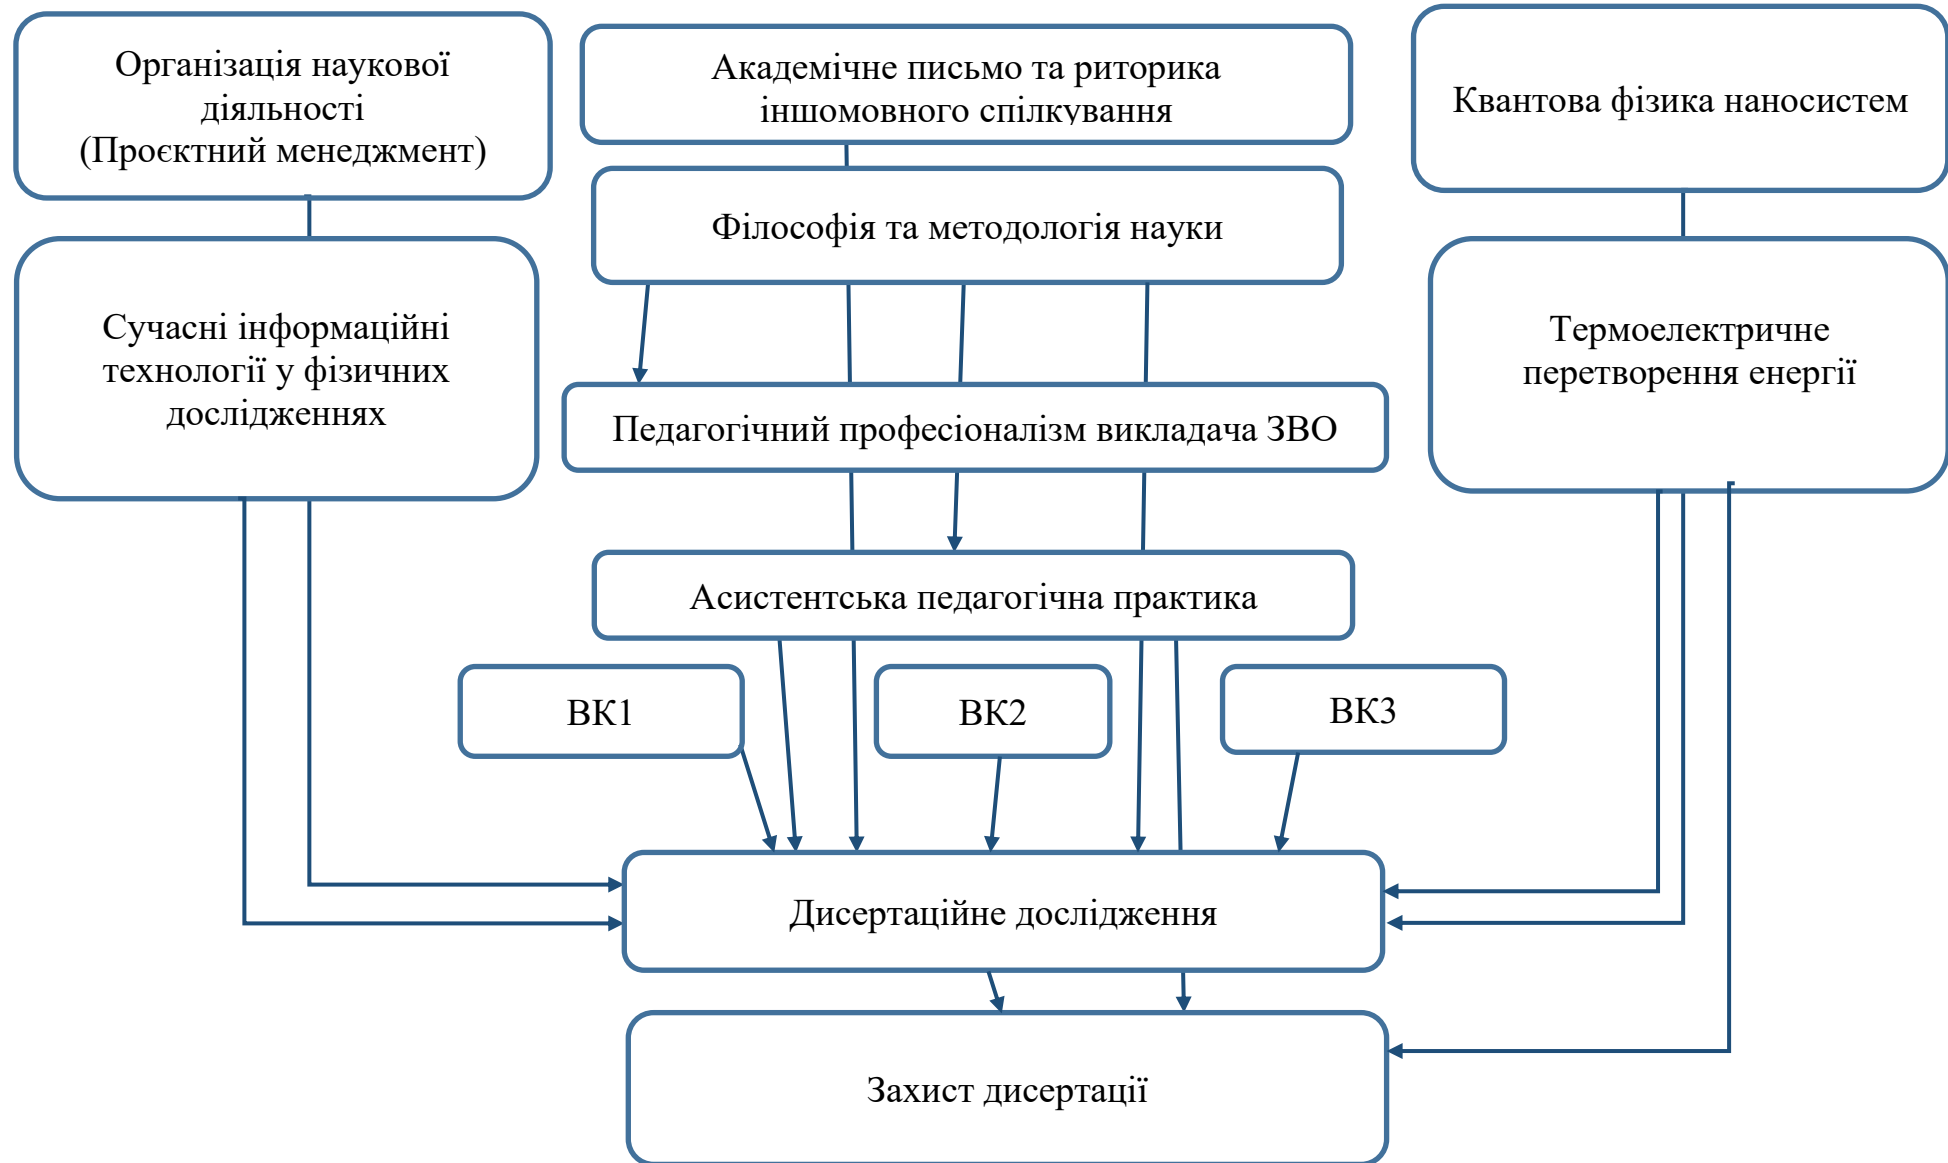 Організація наукової
діяльності
(Проєктний менеджмент)
Академічне письмо та риторика
іншомовного спілкування
Квантова фізика наносистем
Філософія та методологія науки
Сучасні інформаційні
технології у фізичних
дослідженнях
Термоелектричне
перетворення енергії
Педагогічний професіоналізм викладача ЗВО
Асистентська педагогічна практика
ВК1
ВК2
ВК3
Дисертаційне дослідження
Захист дисертації